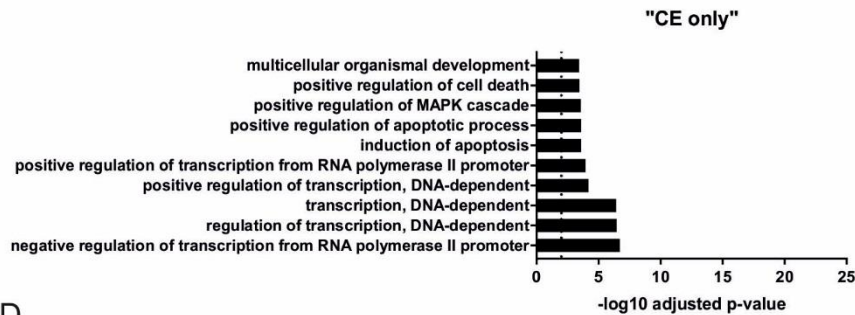 "CE only"
multicellular organismal development
positive regulation of cell death
positive regulation of MAPK cascade
positive regulation of apoptotic process
induction of apoptosis
positive regulation of transcription from RNA polymerase II promoter
positive regulation of transcription, DNA-dependent
transcription, DNA-dependent
regulation of transcription, DNA-dependent
negative regulation of transcription from RNA polymerase II promoter
0 5 10 15 20 25
-log10 adjusted p-value
D